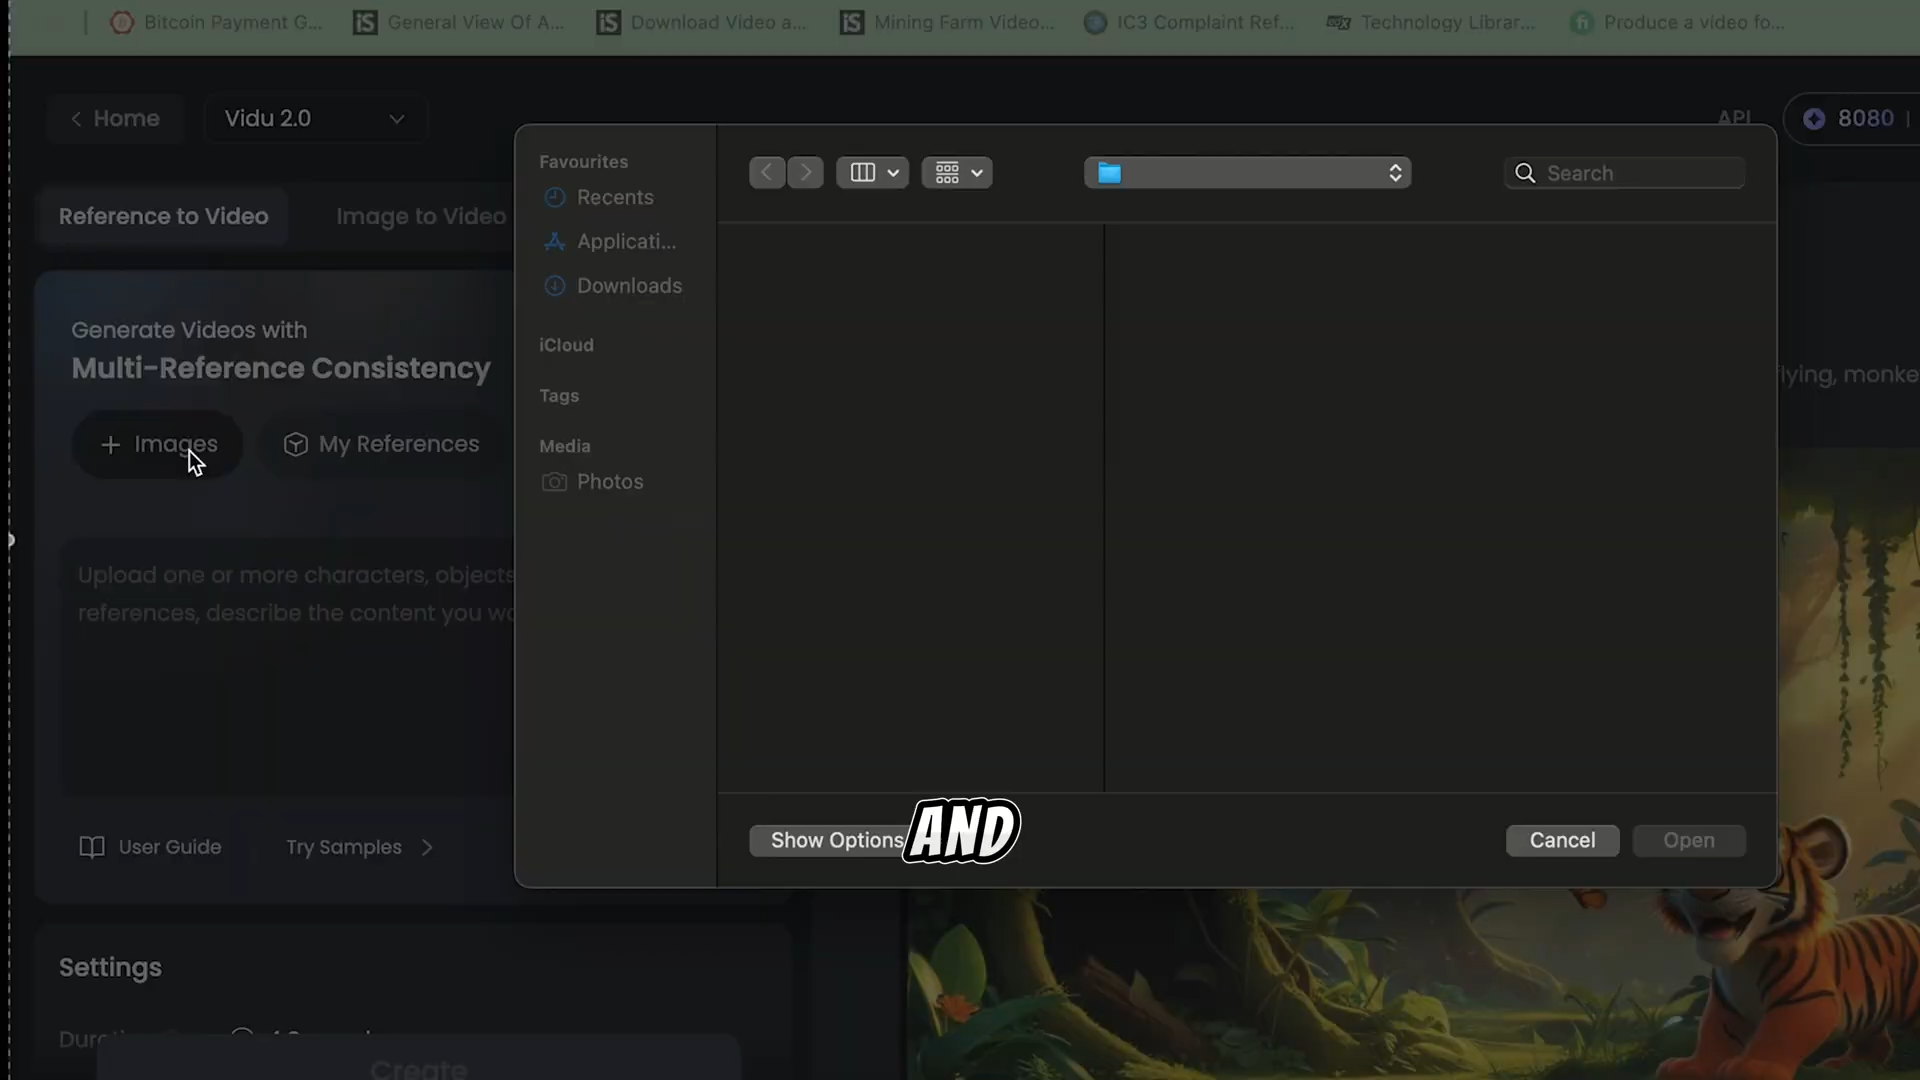 Bitcoin Payment G...
General View Of A...
Download Video a...
Mining Farm Video...
IC3 Complaint Ref...
Technology Librar...
Produce a video fo...
Home
Vidu 2.0
API
8080
Reference to Video
Image to Video
Generate Videos with
Multi-Reference Consistency
+ Images
My References
Upload one or more characters, objects
references, describe the content you
User Guide
Try Samples
Settings
Create
Favourites
Recents
Applicati...
Downloads
iCloud
Tags
Media
Photos
Search
Show Options
AND
Cancel
Open
flying,